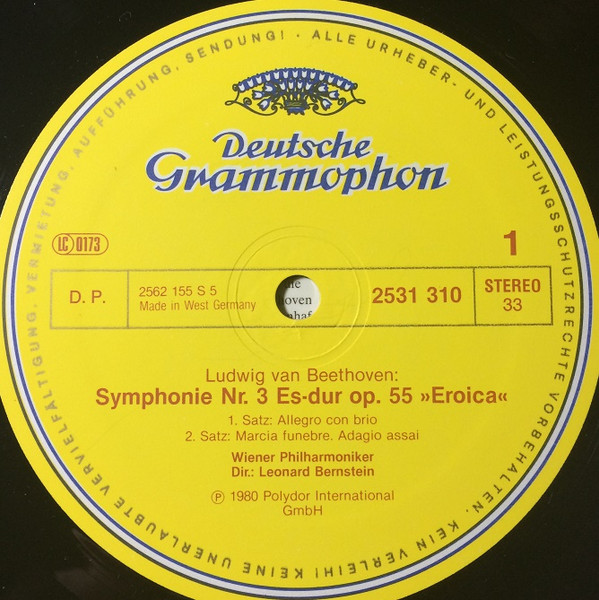 ALLE URHEBER- UND LEISTUNGSSCHUTZRECHTE VORBEHALTEN. KEIN VERLEIH! KEINE UNERLAUBTE VERVIELFÄLTIGUNG, VERMIETUNG, AUFFÜHRUNG, SENDUNG! ·
Deutsche
Grammophon
LC 0173
1
D. P.
2562 155 S 5
Made in West Germany
oven
2531 310
STEREO
33
Ludwig van Beethoven:
Symphonie Nr. 3 Es-dur op. 55 »Eroica«
1. Satz: Allegro con brio
2. Satz: Marcia funebre. Adagio assai
Wiener Philharmoniker
Dir.: Leonard Bernstein
Ⓟ 1980 Polydor International
GmbH